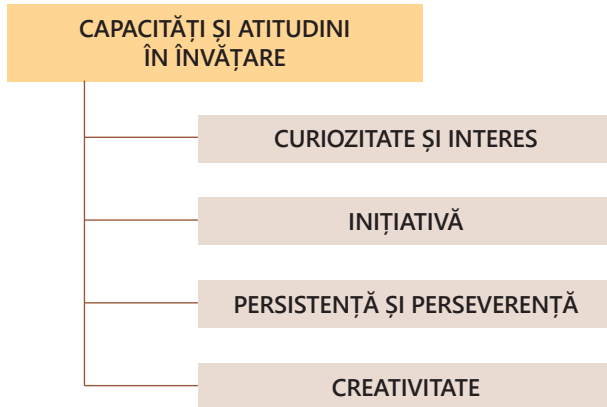 CAPACITĂȚI ȘI ATITUDINI
ÎN ÎNVĂȚARE
CURIOZITATE ȘI INTERES
INIȚIATIVĂ
PERSISTENȚĂ ȘI PERSEVERENȚĂ
CREATIVITATE